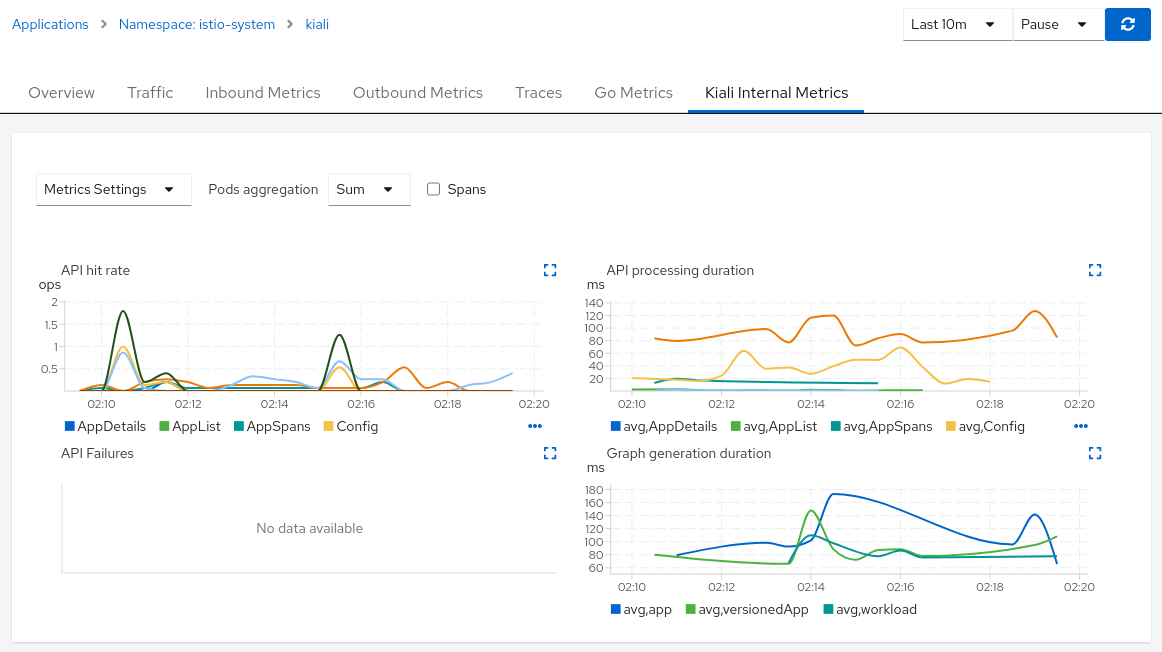 Applications > Namespace: istio-system > kiali
Last 10m Pause
Overview Traffic Inbound Metrics Outbound Metrics Traces Go Metrics Kiali Internal Metrics
Metrics Settings Pods aggregation Sum Spans
API hit rate
ops
2
1.5
1
0.5
02:10 02:12 02:14 02:16 02:18 02:20
AppDetails AppList AppSpans Config
API processing duration
ms
140
120
100
80
60
40
20
02:10 02:12 02:14 02:16 02:18 02:20
avg,AppDetails avg,AppList avg,AppSpans avg,Config
API Failures
No data available
Graph generation duration
ms
180
160
140
120
100
80
60
02:10 02:12 02:14 02:16 02:18 02:20
avg,app avg,versionedApp avg,workload